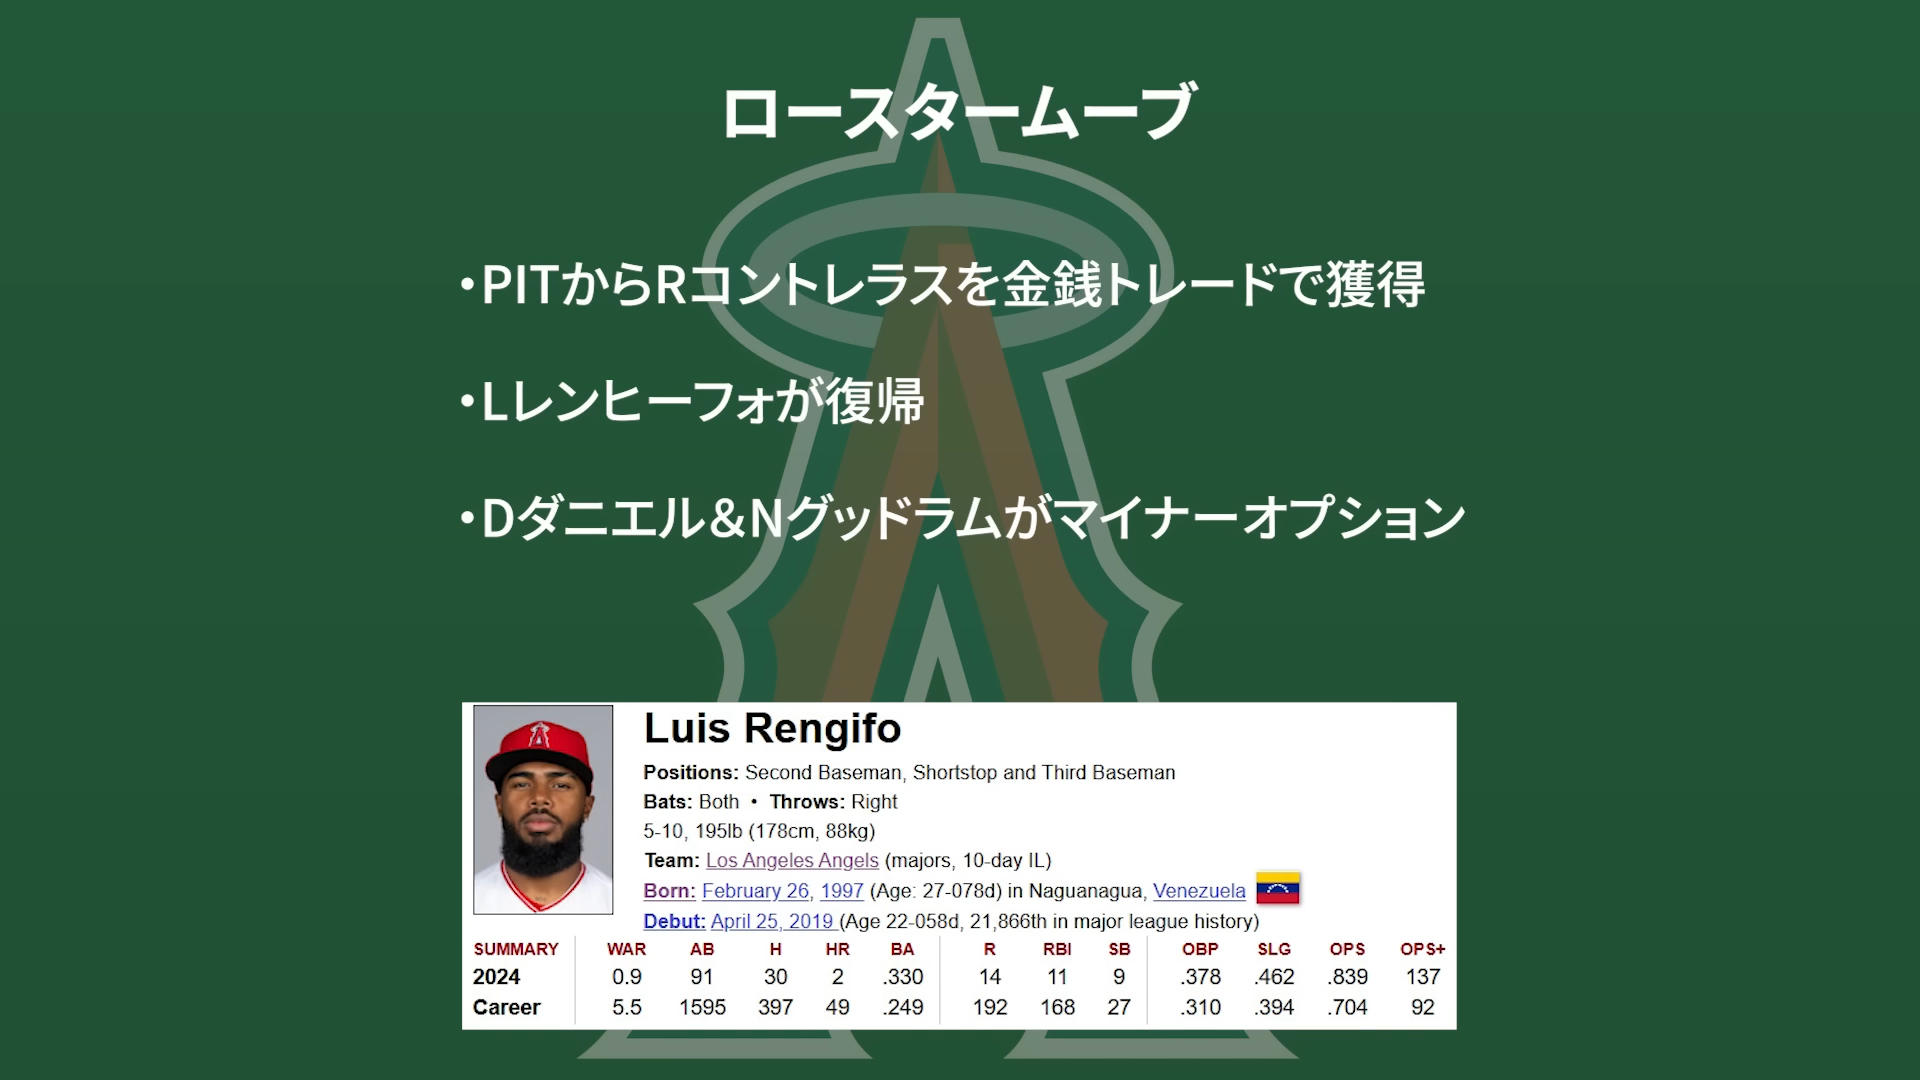 ロースタームーブ
・PITからRコントレラスを金銭トレードで獲得
・Lレンヒーフォが復帰
・Dダニエル＆Nグッドラムがマイナーオプション
Luis Rengifo
Positions: Second Baseman, Shortstop and Third Baseman
Bats: Both • Throws: Right
5-10, 195lb (178cm, 88kg)
Team: Los Angeles Angels (majors, 10-day IL)
Born: February 26, 1997 (Age: 27-078d) in Naguanagua, Venezuela
Debut: April 25, 2019 (Age 22-058d, 21,866th in major league history)
SUMMARY WAR AB H HR BA R RBI SB OBP SLG OPS OPS+
2024 0.9 91 30 2 .330 14 11 9 .378 .462 .839 137
Career 5.5 1595 397 49 .249 192 168 27 .310 .394 .704 92